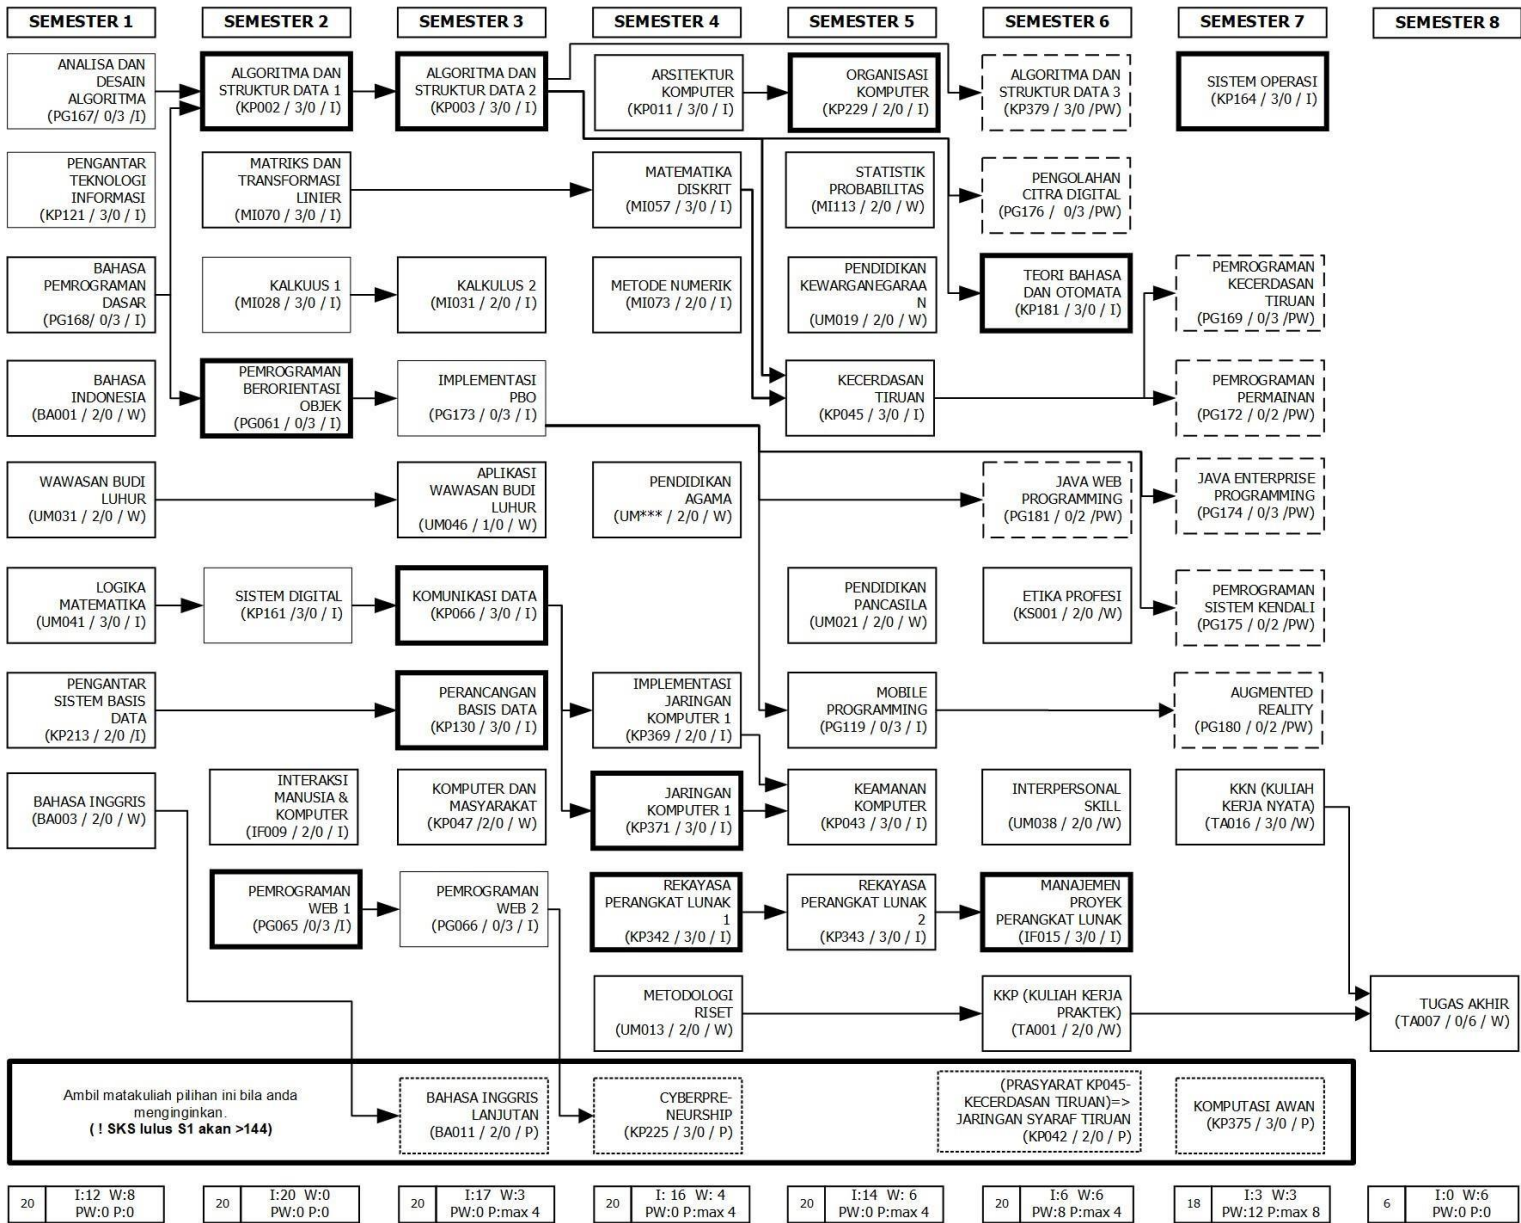 SEMESTER 1
SEMESTER 2
SEMESTER 3
SEMESTER 4
SEMESTER 5
SEMESTER 6
SEMESTER 7
SEMESTER 8
ANALISA DAN
DESAIN
ALGORITMA
(PG167/ 0/3 /I)
ALGORITMA DAN
STRUKTUR DATA 1
(KP002 / 3/0 / I)
ALGORITMA DAN
STRUKTUR DATA 2
(KP003 / 3/0 / I)
ARSITEKTUR
KOMPUTER
(KP011 / 3/0 / I)
ORGANISASI
KOMPUTER
(KP229 / 2/0 / I)
ALGORITMA DAN
STRUKTUR DATA 3
(KP379 / 3/0 /PW)
SISTEM OPERASI
(KP164 / 3/0 / I)
PENGANTAR
TEKNOLOGI
INFORMASI
(KP121 / 3/0 / I)
MATRIKS DAN
TRANSFORMASI
LINIER
(MI070 / 3/0 / I)
MATEMATIKA
DISKRIT
(MI057 / 3/0 / I)
STATISTIK
PROBABILITAS
(MI113 / 2/0 / W)
PENGOLAHAN
CITRA DIGITAL
(PG176 /  0/3 /PW)
BAHASA
PEMROGRAMAN
DASAR
(PG168/ 0/3 / I)
KALKUUS 1
(MI028 / 3/0 / I)
KALKULUS 2
(MI031 / 2/0 / I)
METODE NUMERIK
(MI073 / 2/0 / I)
PENDIDIKAN
KEWARGANEGARAA
N
(UM019 / 2/0 / W)
TEORI BAHASA
DAN OTOMATA
(KP181 / 3/0 / I)
PEMROGRAMAN
KECERDASAN
TIRUAN
(PG169 / 0/3 /PW)
BAHASA
INDONESIA
(BA001 / 2/0 / W)
PEMROGRAMAN
BERORIENTASI
OBJEK
(PG061 / 0/3 / I)
IMPLEMENTASI
PBO
(PG173 / 0/3 / I)
KECERDASAN
TIRUAN
(KP045 / 3/0 / I)
PEMROGRAMAN
PERMAINAN
(PG172 / 0/2 /PW)
WAWASAN BUDI
LUHUR
(UM031 / 2/0 / W)
APLIKASI
WAWASAN BUDI
LUHUR
(UM046 / 1/0 / W)
PENDIDIKAN
AGAMA
(UM*** / 2/0 / W)
JAVA WEB
PROGRAMMING
(PG181 / 0/2 /PW)
JAVA ENTERPRISE
PROGRAMMING
(PG174 / 0/3 /PW)
LOGIKA
MATEMATIKA
(UM041 / 3/0 / I)
SISTEM DIGITAL
(KP161 /3/0 / I)
KOMUNIKASI DATA
(KP066 / 3/0 / I)
PENDIDIKAN
PANCASILA
(UM021 / 2/0 / W)
ETIKA PROFESI
(KS001 / 2/0 /W)
PEMROGRAMAN
SISTEM KENDALI
(PG175 / 0/2 /PW)
PENGANTAR
SISTEM BASIS
DATA
(KP213 / 2/0 /I)
PERANCANGAN
BASIS DATA
(KP130 / 3/0 / I)
IMPLEMENTASI
JARINGAN
KOMPUTER 1
(KP369 / 2/0 / I)
MOBILE
PROGRAMMING
(PG119 / 0/3 / I)
AUGMENTED
REALITY
(PG180 / 0/2 /PW)
BAHASA INGGRIS
(BA003 / 2/0 / W)
INTERAKSI
MANUSIA &
KOMPUTER
(IF009 / 2/0 / I)
KOMPUTER DAN
MASYARAKAT
(KP047 /2/0 / W)
JARINGAN
KOMPUTER 1
(KP371 / 3/0 / I)
KEAMANAN
KOMPUTER
(KP043 / 3/0 / I)
INTERPERSONAL
SKILL
(UM038 / 2/0 /W)
KKN (KULIAH
KERJA NYATA)
(TA016 / 3/0 /W)
PEMROGRAMAN
WEB 1
(PG065 /0/3 /I)
PEMROGRAMAN
WEB 2
(PG066 / 0/3 / I)
REKAYASA
PERANGKAT LUNAK
1
(KP342 / 3/0 / I)
REKAYASA
PERANGKAT LUNAK
2
(KP343 / 3/0 / I)
MANAJEMEN
PROYEK
PERANGKAT LUNAK
(IF015 / 3/0 / I)
METODOLOGI
RISET
(UM013 / 2/0 / W)
KKP (KULIAH KERJA
PRAKTEK)
(TA001 / 2/0 /W)
TUGAS AKHIR
(TA007 / 0/6 / W)
Ambil matakuliah pilihan ini bila anda
menginginkan.
( ! SKS lulus S1 akan >144)
BAHASA INGGRIS
LANJUTAN
(BA011 / 2/0 / P)
CYBERPRE-
NEURSHIP
(KP225 / 3/0 / P)
(PRASYARAT KP045-
KECERDASAN TIRUAN)=>
JARINGAN SYARAF TIRUAN
(KP042 / 2/0 / P)
KOMPUTASI AWAN
(KP375 / 3/0 / P)
20
I:12 W:8
PW:0 P:0
20
I:20 W:0
PW:0 P:0
20
I:17 W:3
PW:0 P:max 4
20
I: 16 W: 4
PW:0 P:max 4
20
I:14 W: 6
PW:0 P:max 4
20
I:6 W:6
PW:8 P:max 4
18
I:3 W:3
PW:12 P:max 8
6
I:0 W:6
PW:0 P:0